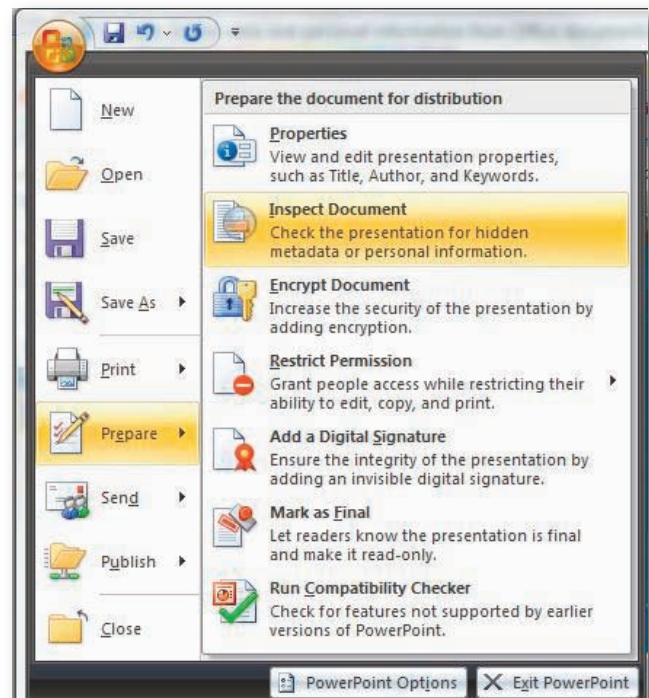 New
Open
Save
Save As
Print
Prepare
Send
Publish
Close
Prepare the document for distribution
Properties
View and edit presentation properties,
such as Title, Author, and Keywords.
Inspect Document
Check the presentation for hidden
metadata or personal information.
Encrypt Document
Increase the security of the presentation by
adding encryption.
Restrict Permission
Grant people access while restricting their
ability to edit, copy, and print.
Add a Digital Signature
Ensure the integrity of the presentation by
adding an invisible digital signature.
Mark as Final
Let readers know the presentation is final
and make it read-only.
Run Compatibility Checker
Check for features not supported by earlier
versions of PowerPoint.
PowerPoint Options
Exit PowerPoint